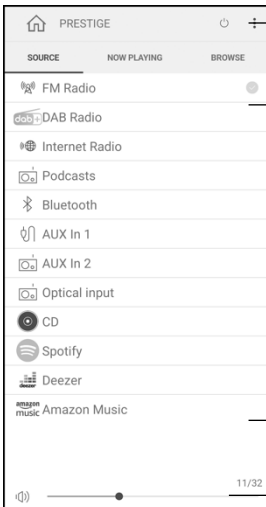 PRESTIGE
SOURCE NOW PLAYING BROWSE
FM Radio
dab+ DAB Radio
Internet Radio
Podcasts
Bluetooth
AUX In 1
AUX In 2
Optical input
CD
Spotify
deezer Deezer
amazon music Amazon Music
11/32